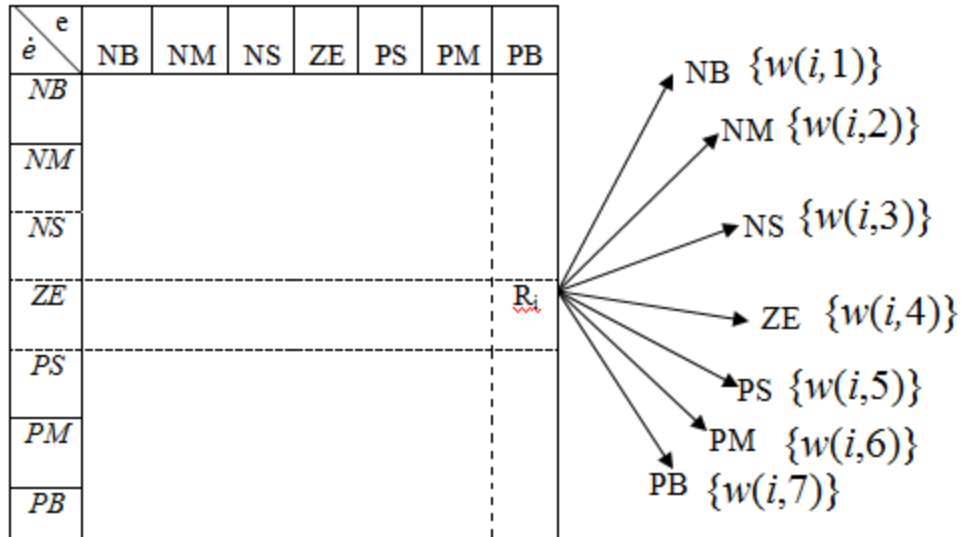 e
ė
NB NM NS ZE PS PM PB
NB
NM
NS
ZE
PS
PM
PB
Ri
NB {w(i,1)}
NM {w(i,2)}
NS {w(i,3)}
ZE {w(i,4)}
PS {w(i,5)}
PM {w(i,6)}
PB {w(i,7)}